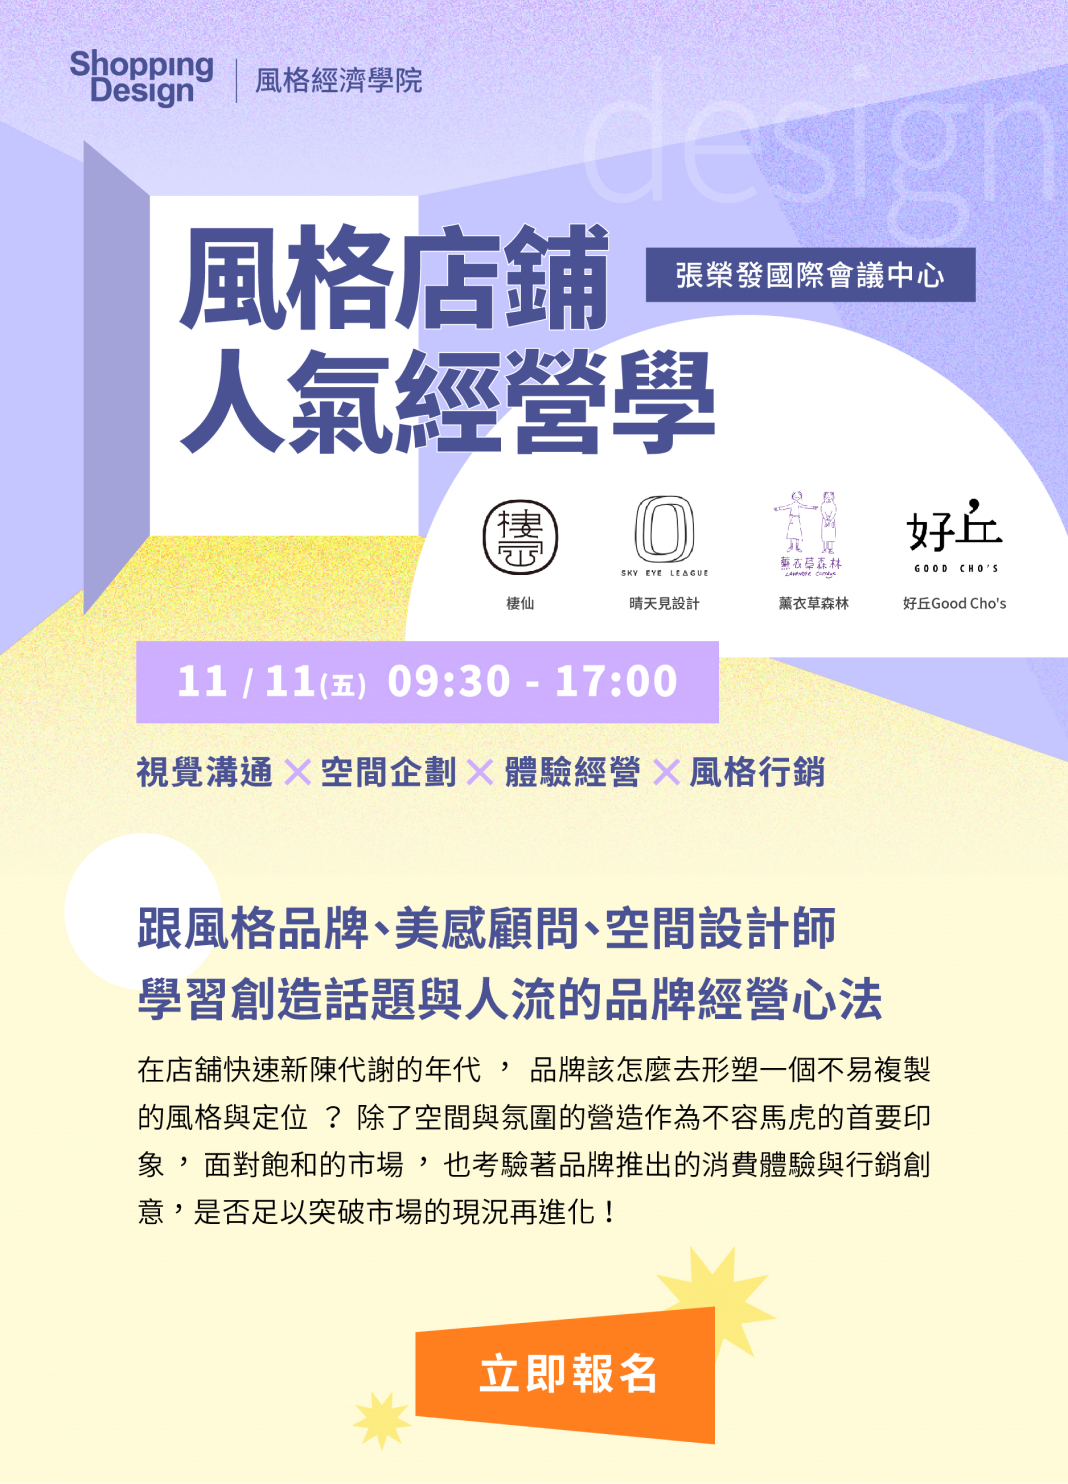 Shopping
Design
風格經濟學院
design
風格店鋪
張榮發國際會議中心
人氣經營學
棲仙
SKY EYE LEAGUE
薰衣草森林
LAVENDER COTTAGE
好丘
GOOD CHO'S
棲仙 晴天見設計 薰衣草森林 好丘Good Cho's
11 / 11(五) 09:30 - 17:00
視覺溝通 × 空間企劃 × 體驗經營 × 風格行銷
跟風格品牌、美感顧問、空間設計師
學習創造話題與人流的品牌經營心法
在店舖快速新陳代謝的年代 ， 品牌該怎麼去形塑一個不易複製
的風格與定位 ？ 除了空間與氛圍的營造作為不容馬虎的首要印
象 ， 面對飽和的市場 ， 也考驗著品牌推出的消費體驗與行銷創
意，是否足以突破市場的現況再進化！
立即報名